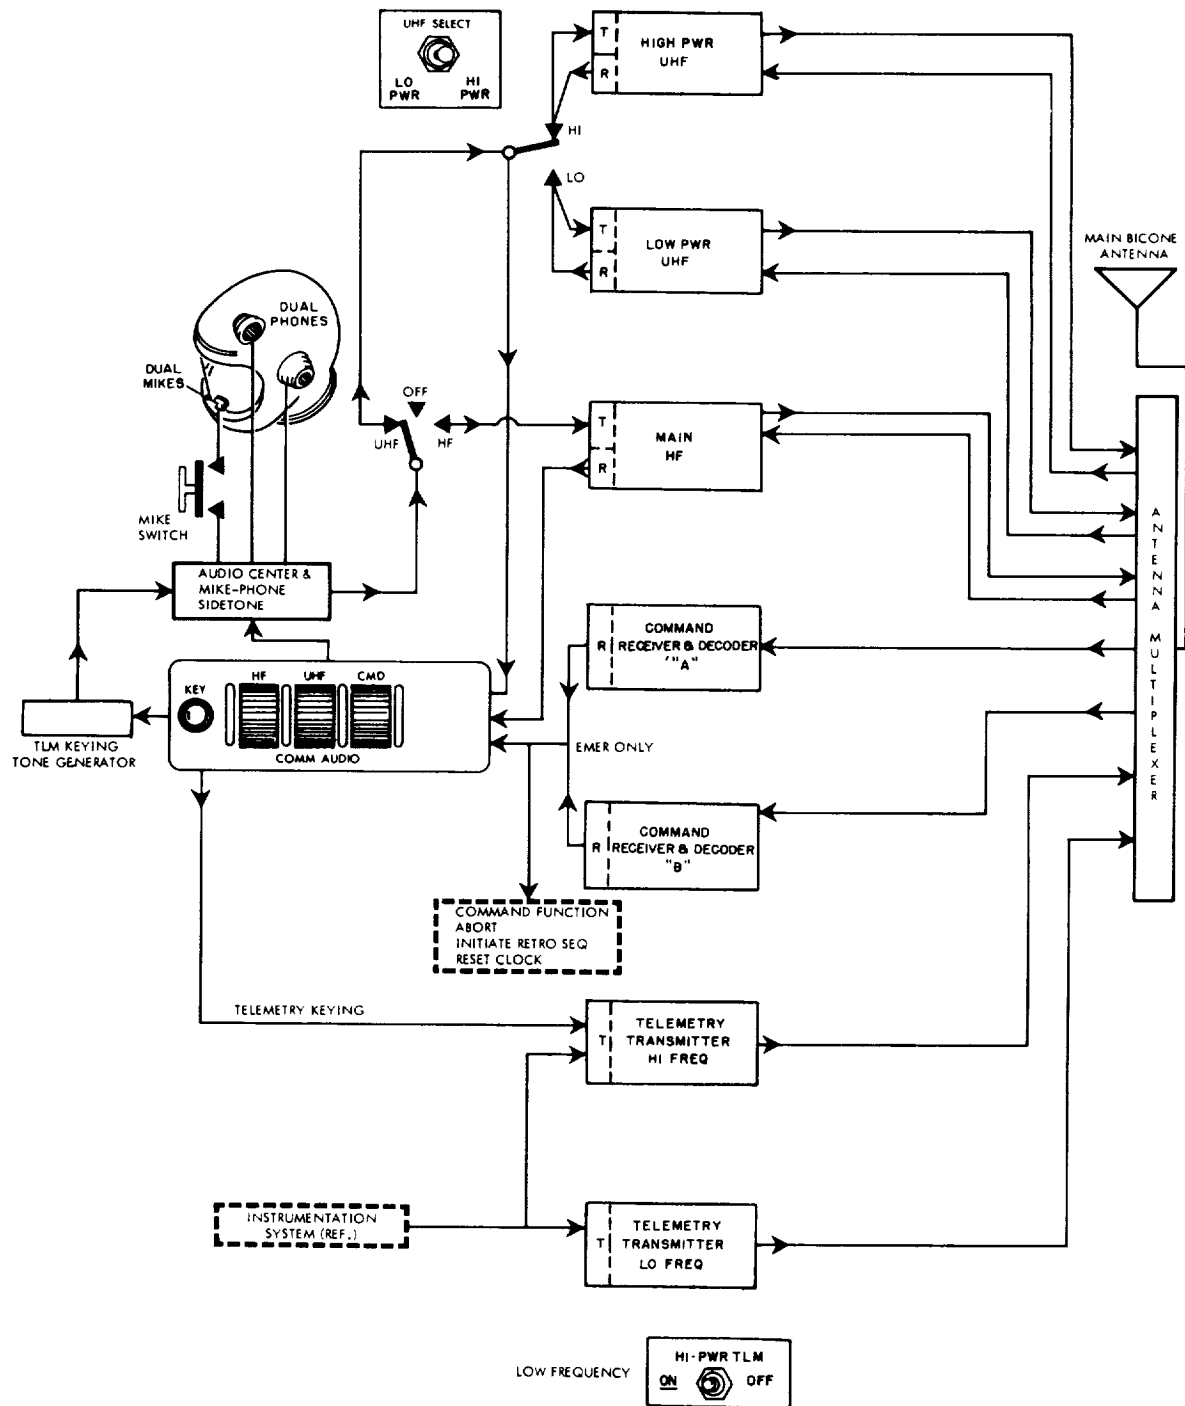 UHF SELECT
LO
PWR
HI
PWR
T
R
HIGH PWR
UHF
HI
LO
T
R
LOW PWR
UHF
MAIN BICONE
ANTENNA
DUAL
PHONES
DUAL
MIKES
OFF
UHF
HF
T
R
MAIN
HF
MIKE
SWITCH
ANTENNA MULTIPLEXER
AUDIO CENTER &
MIKE-PHONE
SIDETONE
R
COMMAND
RECEIVER & DECODER
"A"
KEY
HF
UHF
CMD
COMM AUDIO
TLM KEYING
TONE GENERATOR
EMER ONLY
R
COMMAND
RECEIVER & DECODER
"B"
COMMAND FUNCTION
ABORT
INITIATE RETRO SEQ
RESET CLOCK
TELEMETRY KEYING
T
TELEMETRY
TRANSMITTER
HI FREQ
INSTRUMENTATION
SYSTEM (REF.)
T
TELEMETRY
TRANSMITTER
LO FREQ
LOW FREQUENCY
HI-PWR TLM
ON
OFF